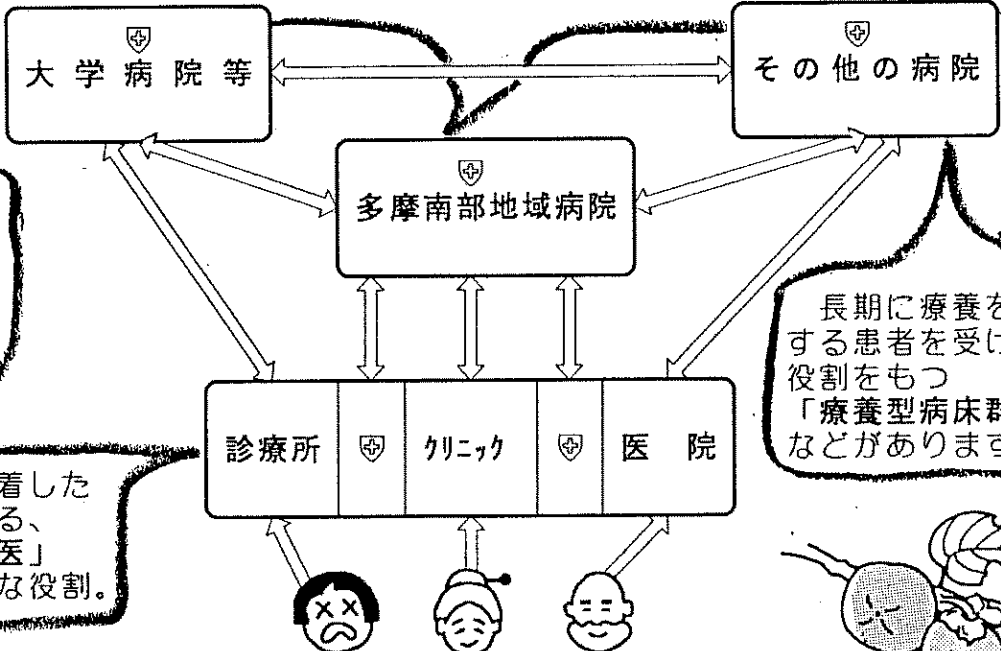 大学病院等
その他の病院
多摩南部地域病院
長期に療養を
する患者を受け
役割をもつ
「療養型病床群
などがあります
診療所 クリニック 医院
着した
る、
医」
な役割。